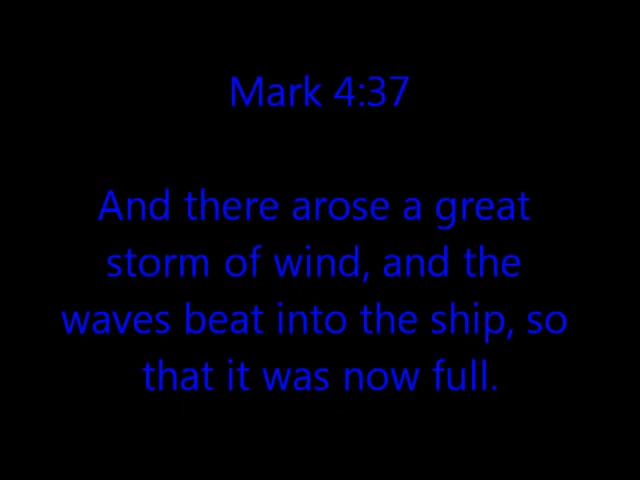 Mark 4:37
And there arose a great
storm of wind, and the
waves beat into the ship, so
that it was now full.